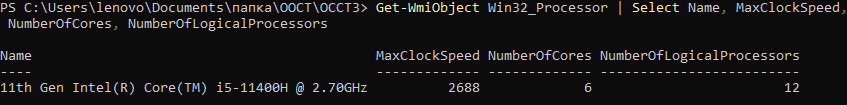 PS C:\Users\lenovo\Documents\папка\ООСТ\OCCT3> Get-WmiObject Win32_Processor | Select Name, MaxClockSpeed,
NumberOfCores, NumberOfLogicalProcessors
Name MaxClockSpeed NumberOfCores NumberOfLogicalProcessors
---- ------------- ------------- -------------------------
11th Gen Intel(R) Core(TM) i5-11400H @ 2.70GHz 2688 6 12